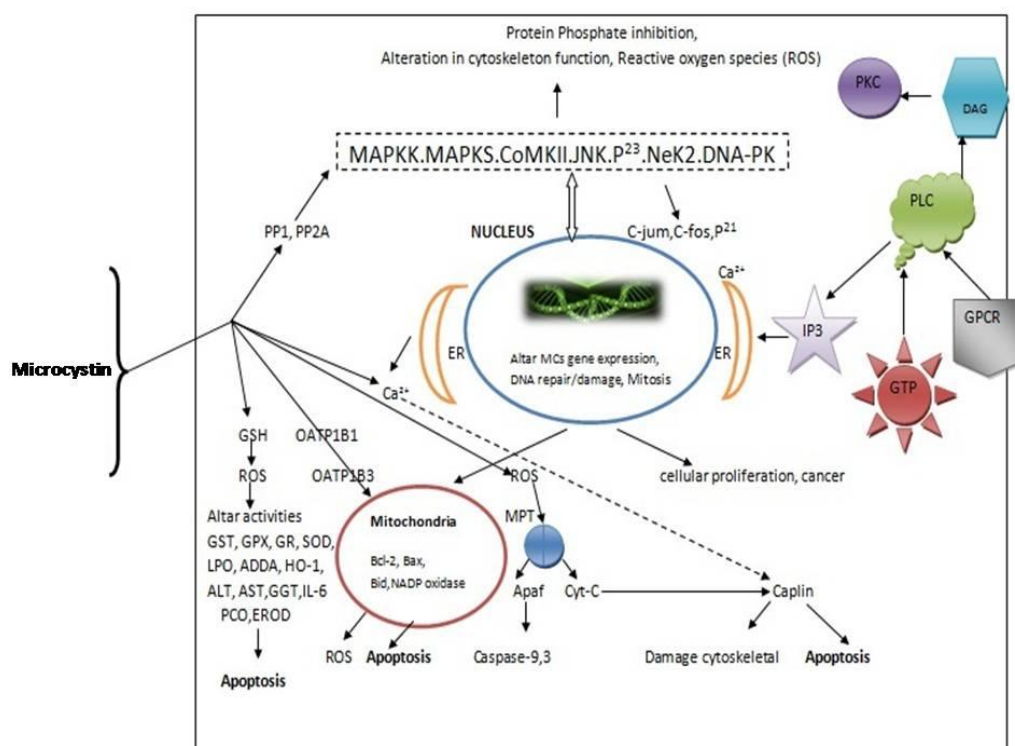 Protein Phosphate inhibition,
Alteration in cytoskeleton function, Reactive oxygen species (ROS)
PKC
DAG
MAPKK.MAPKS.CoMKII.JNK.P²³.NeK2.DNA-PK
PLC
PP1, PP2A
NUCLEUS
C-jum,C-fos,P²¹
Ca²⁺
IP3
GPCR
ER
ER
Altar MCs gene expression,
DNA repair/damage, Mitosis
Microcystin
GTP
Ca²⁺
GSH
OATP1B1
ROS
OATP1B3
ROS
cellular proliferation, cancer
Altar activities
GST, GPX, GR, SOD,
LPO, ADDA, HO-1,
ALT, AST,GGT,IL-6
PCO,EROD
Mitochondria
Bcl-2, Bax,
Bid,NADP oxidase
MPT
Apaf
Cyt-C
Caplin
ROS
Apoptosis
Caspase-9,3
Damage cytoskeletal
Apoptosis
Apoptosis